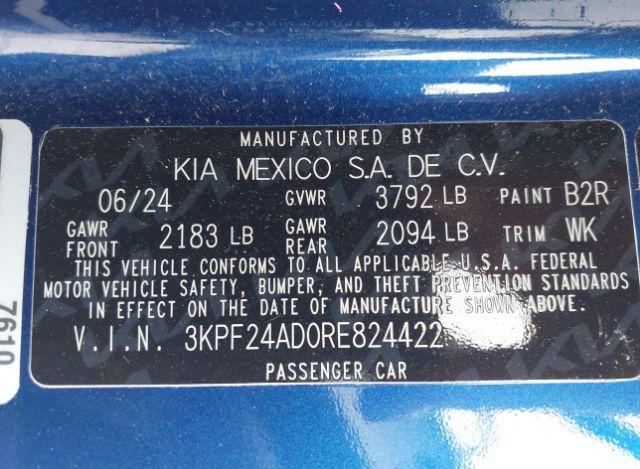 MANUFACTURED BY
KIA MEXICO S.A. DE C.V.
06/24 GVWR 3792 LB PAINT B2R
GAWR FRONT 2183 LB GAWR REAR 2094 LB TRIM WK
THIS VEHICLE CONFORMS TO ALL APPLICABLE U.S.A. FEDERAL
MOTOR VEHICLE SAFETY, BUMPER, AND THEFT PREVENTION STANDARDS
IN EFFECT ON THE DATE OF MANUFACTURE SHOWN ABOVE.
V.I.N. 3KPF24AD0RE824422
PASSENGER CAR
7610